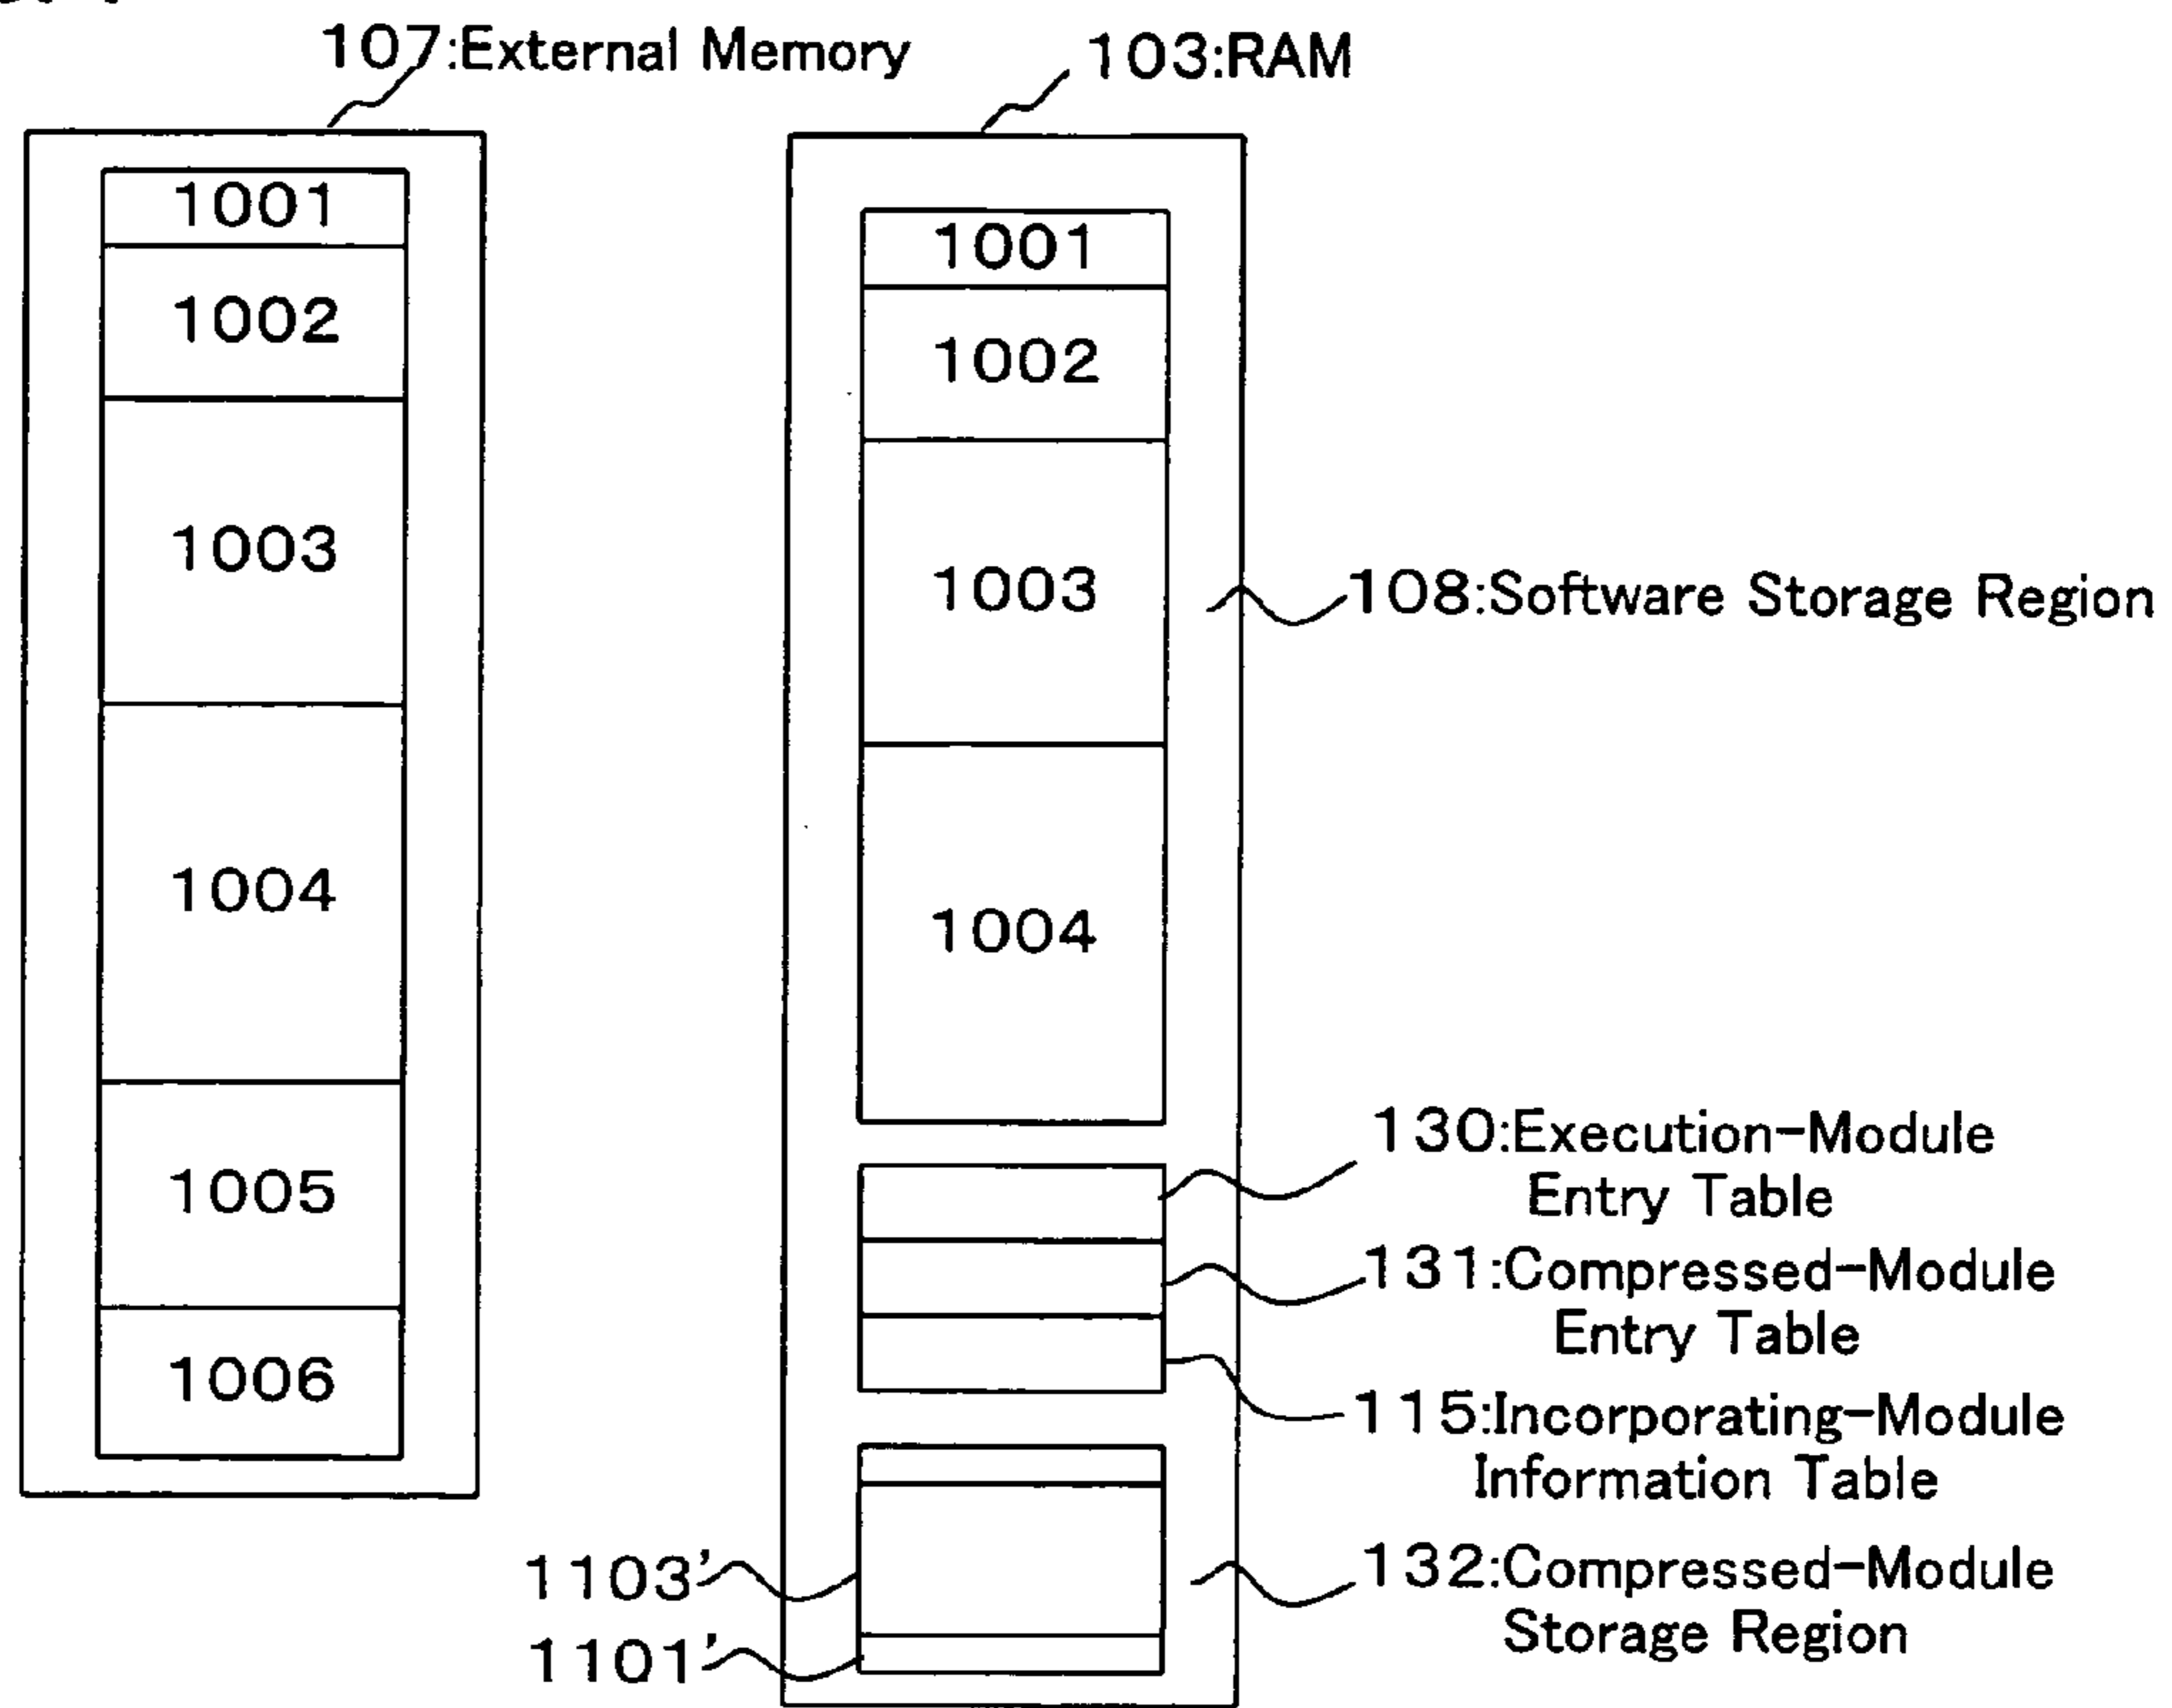 107:External Memory
103:RAM
1001
1002
1003
1004
1005
1006
1001
1002
1003
1004
108:Software Storage Region
130:Execution-Module
Entry Table
131:Compressed-Module
Entry Table
115:Incorporating-Module
Information Table
132:Compressed-Module
Storage Region
1103'
1101'